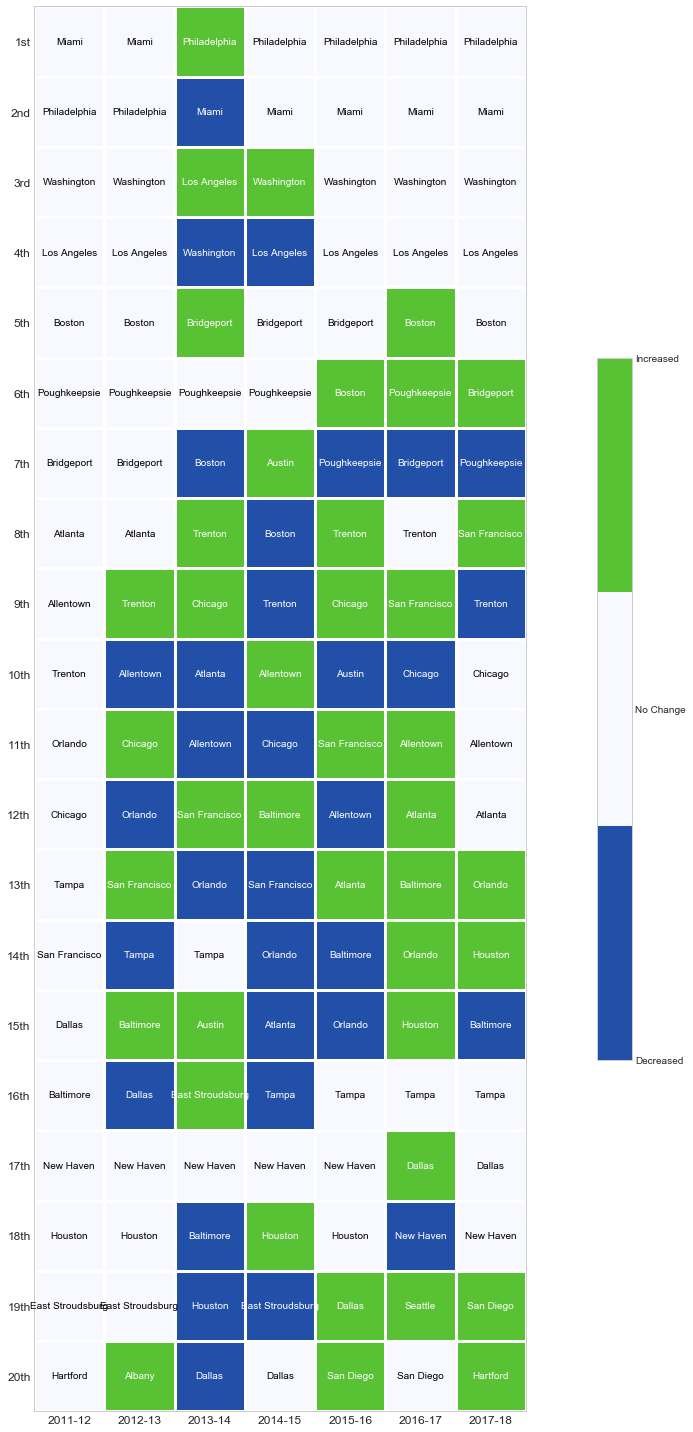 1st Miami Miami Philadelphia Philadelphia Philadelphia Philadelphia Philadelphia
2nd Philadelphia Philadelphia Miami Miami Miami Miami Miami
3rd Washington Washington Los Angeles Washington Washington Washington Washington
4th Los Angeles Los Angeles Washington Los Angeles Los Angeles Los Angeles Los Angeles
5th Boston Boston Bridgeport Bridgeport Bridgeport Boston Boston
Increased
6th Poughkeepsie Poughkeepsie Poughkeepsie Poughkeepsie Boston Poughkeepsie Bridgeport
7th Bridgeport Bridgeport Boston Austin Poughkeepsie Bridgeport Poughkeepsie
8th Atlanta Atlanta Trenton Boston Trenton Trenton San Francisco
9th Allentown Trenton Chicago Trenton Chicago San Francisco Trenton
10th Trenton Allentown Atlanta Allentown Austin Chicago Chicago
No Change
11th Orlando Chicago Allentown Chicago San Francisco Allentown Allentown
12th Chicago Orlando San Francisco Baltimore Allentown Atlanta Atlanta
13th Tampa San Francisco Orlando San Francisco Atlanta Baltimore Orlando
14th San Francisco Tampa Tampa Orlando Baltimore Orlando Houston
15th Dallas Baltimore Austin Atlanta Orlando Houston Baltimore
Decreased
16th Baltimore Dallas East Stroudsburg Tampa Tampa Tampa Tampa
17th New Haven New Haven New Haven New Haven New Haven Dallas Dallas
18th Houston Houston Baltimore Houston Houston New Haven New Haven
19th East Stroudsburg East Stroudsburg Houston East Stroudsburg Dallas Seattle San Diego
20th Hartford Albany Dallas Dallas San Diego San Diego Hartford
2011-12 2012-13 2013-14 2014-15 2015-16 2016-17 2017-18